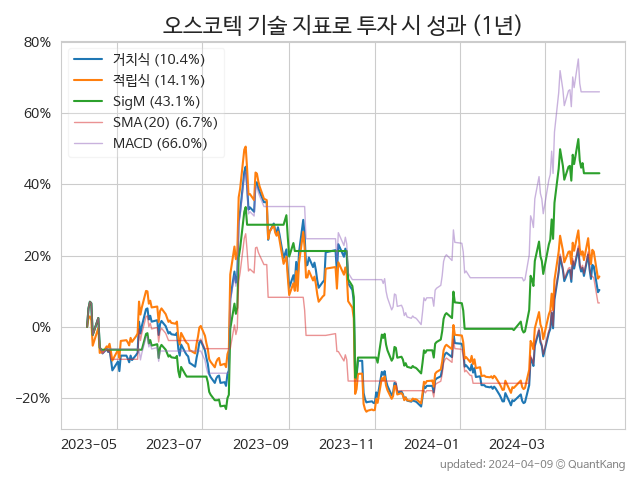 오스코텍 기술 지표로 투자 시 성과 (1년)
80%
60%
40%
20%
0%
−20%
거치식 (10.4%)
적립식 (14.1%)
SigM (43.1%)
SMA(20) (6.7%)
MACD (66.0%)
2023-05 2023-07 2023-09 2023-11 2024-01 2024-03
updated: 2024-04-09 © QuantKang